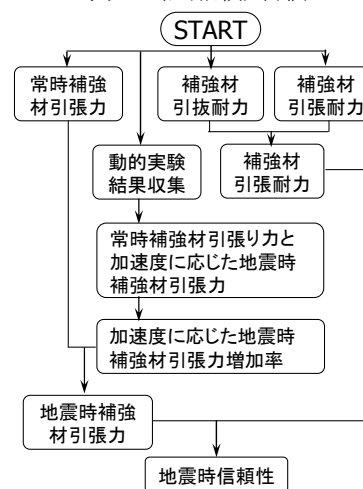 START
常時補強
材引張力
補強材
引抜耐力
補強材
引張耐力
動的実験
結果収集
補強材
引張耐力
常時補強材引張り力と
加速度に応じた地震時
補強材引張力
加速度に応じた地震時
補強材引張力増加率
地震時補強
材引張力
地震時信頼性